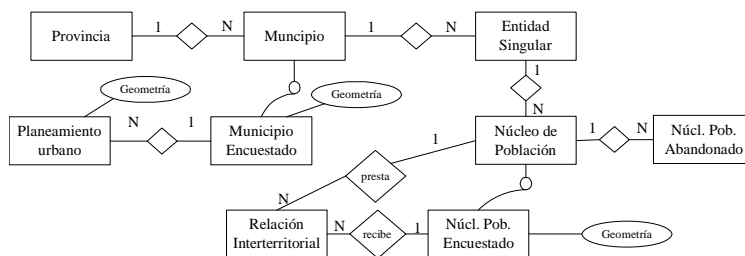 Provincia
1
N
Muncipio
1
N
Entidad
Singular
Geometría
Geometría
1
N
Planeamiento
urbano
N
1
Municipio
Encuestado
Núcleo de
Población
1
N
Núcl. Pob.
Abandonado
1
presta
N
Relación
Interterritorial
N
recibe
1
Núcl. Pob.
Encuestado
Geometría